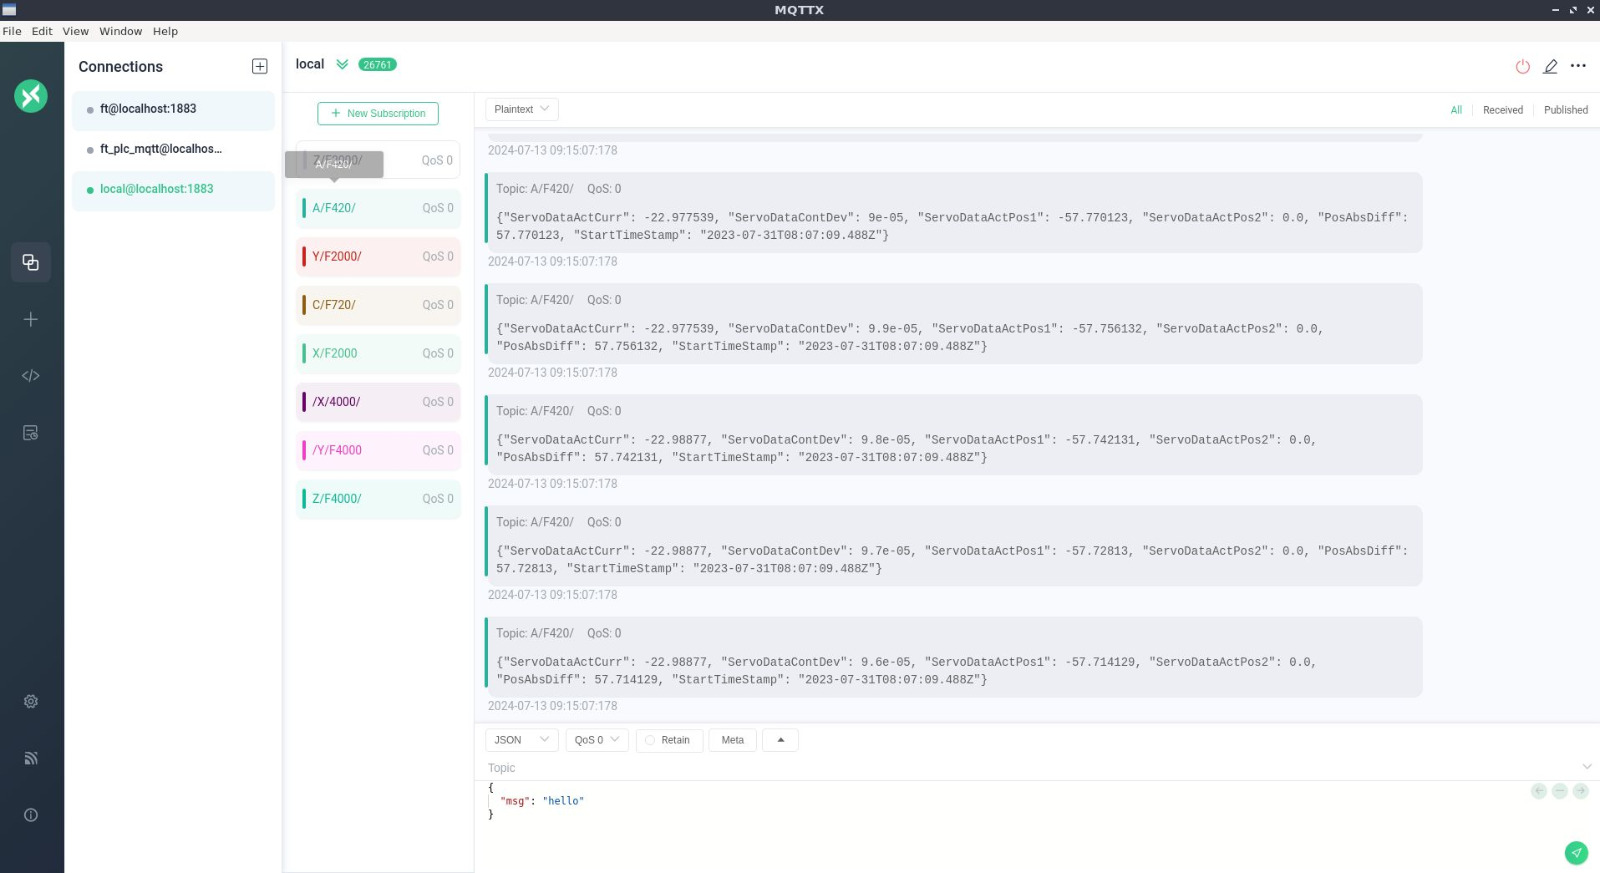 MQTTX
File Edit View Window Help
Connections
ft@localhost:1883
ft_plc_mqtt@localhos...
local@localhost:1883
local 26761
New Subscription
Z/F2000/ QoS 0
A/F420/
A/F420/ QoS 0
Y/F2000/ QoS 0
C/F720/ QoS 0
X/F2000 QoS 0
/X/4000/ QoS 0
/Y/F4000 QoS 0
Z/F4000/ QoS 0
Plaintext
All Received Published
2024-07-13 09:15:07:178
Topic: A/F420/ QoS: 0
{"ServoDataActCurr": -22.977539, "ServoDataContDev": 9e-05, "ServoDataActPos1": -57.770123, "ServoDataActPos2": 0.0, "PosAbsDiff":
57.770123, "StartTimeStamp": "2023-07-31T08:07:09.488Z"}
2024-07-13 09:15:07:178
Topic: A/F420/ QoS: 0
{"ServoDataActCurr": -22.977539, "ServoDataContDev": 9.9e-05, "ServoDataActPos1": -57.756132, "ServoDataActPos2": 0.0,
"PosAbsDiff": 57.756132, "StartTimeStamp": "2023-07-31T08:07:09.488Z"}
2024-07-13 09:15:07:178
Topic: A/F420/ QoS: 0
{"ServoDataActCurr": -22.98877, "ServoDataContDev": 9.8e-05, "ServoDataActPos1": -57.742131, "ServoDataActPos2": 0.0,
"PosAbsDiff": 57.742131, "StartTimeStamp": "2023-07-31T08:07:09.488Z"}
2024-07-13 09:15:07:178
Topic: A/F420/ QoS: 0
{"ServoDataActCurr": -22.98877, "ServoDataContDev": 9.7e-05, "ServoDataActPos1": -57.72813, "ServoDataActPos2": 0.0, "PosAbsDiff":
57.72813, "StartTimeStamp": "2023-07-31T08:07:09.488Z"}
2024-07-13 09:15:07:178
Topic: A/F420/ QoS: 0
{"ServoDataActCurr": -22.98877, "ServoDataContDev": 9.6e-05, "ServoDataActPos1": -57.714129, "ServoDataActPos2": 0.0,
"PosAbsDiff": 57.714129, "StartTimeStamp": "2023-07-31T08:07:09.488Z"}
2024-07-13 09:15:07:178
JSON QoS 0 Retain Meta
Topic
{
"msg": "hello"
}